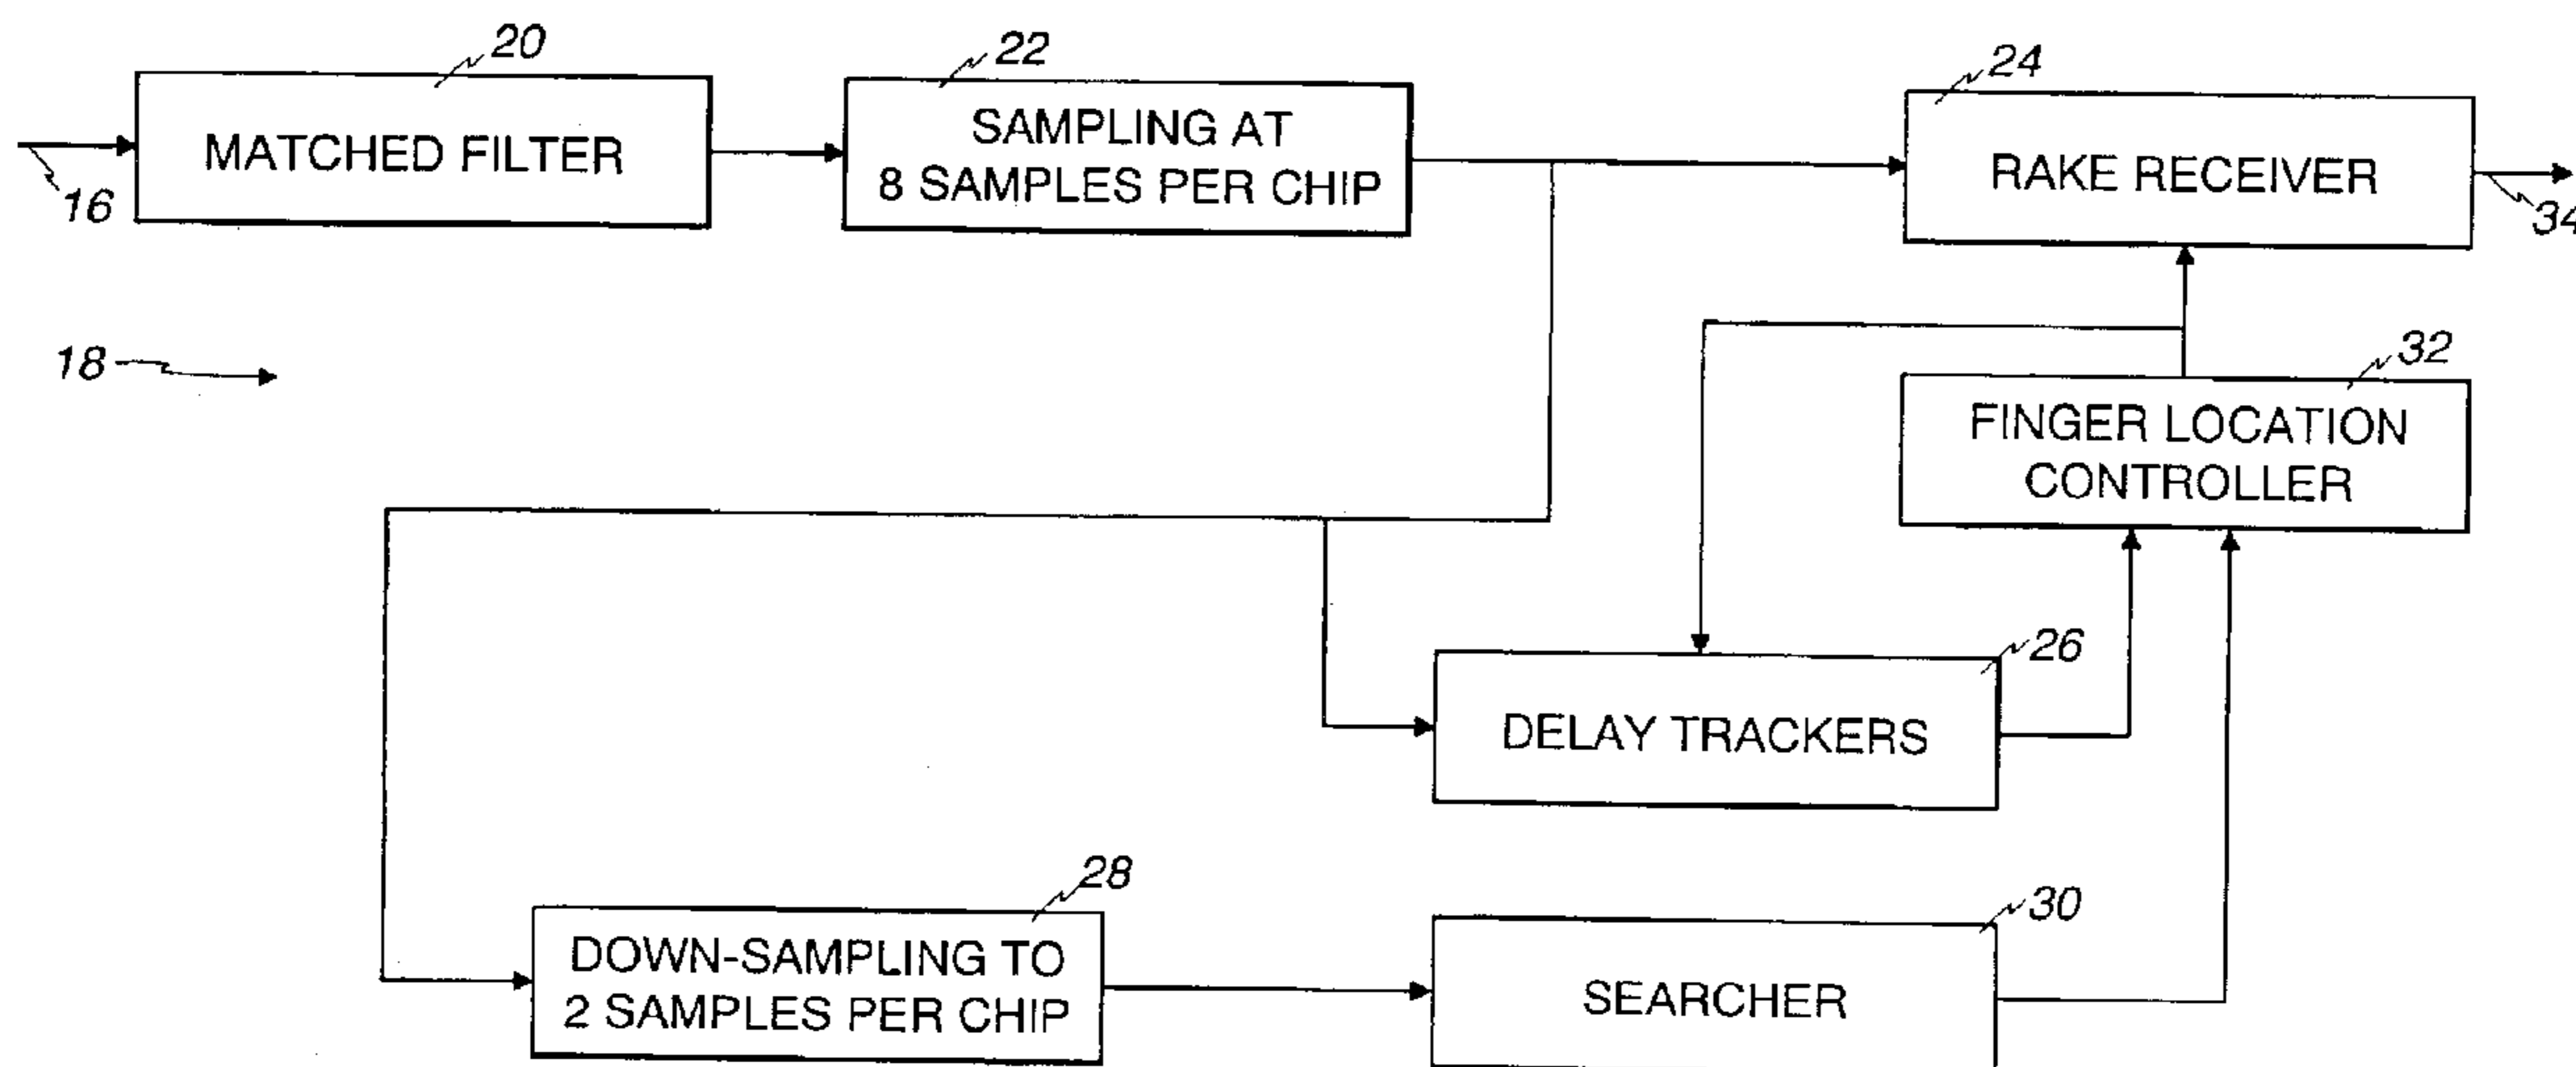 20
22
24
MATCHED FILTER
SAMPLING AT
8 SAMPLES PER CHIP
RAKE RECEIVER
16
34
18
32
FINGER LOCATION
CONTROLLER
26
DELAY TRACKERS
28
30
DOWN-SAMPLING TO
2 SAMPLES PER CHIP
SEARCHER